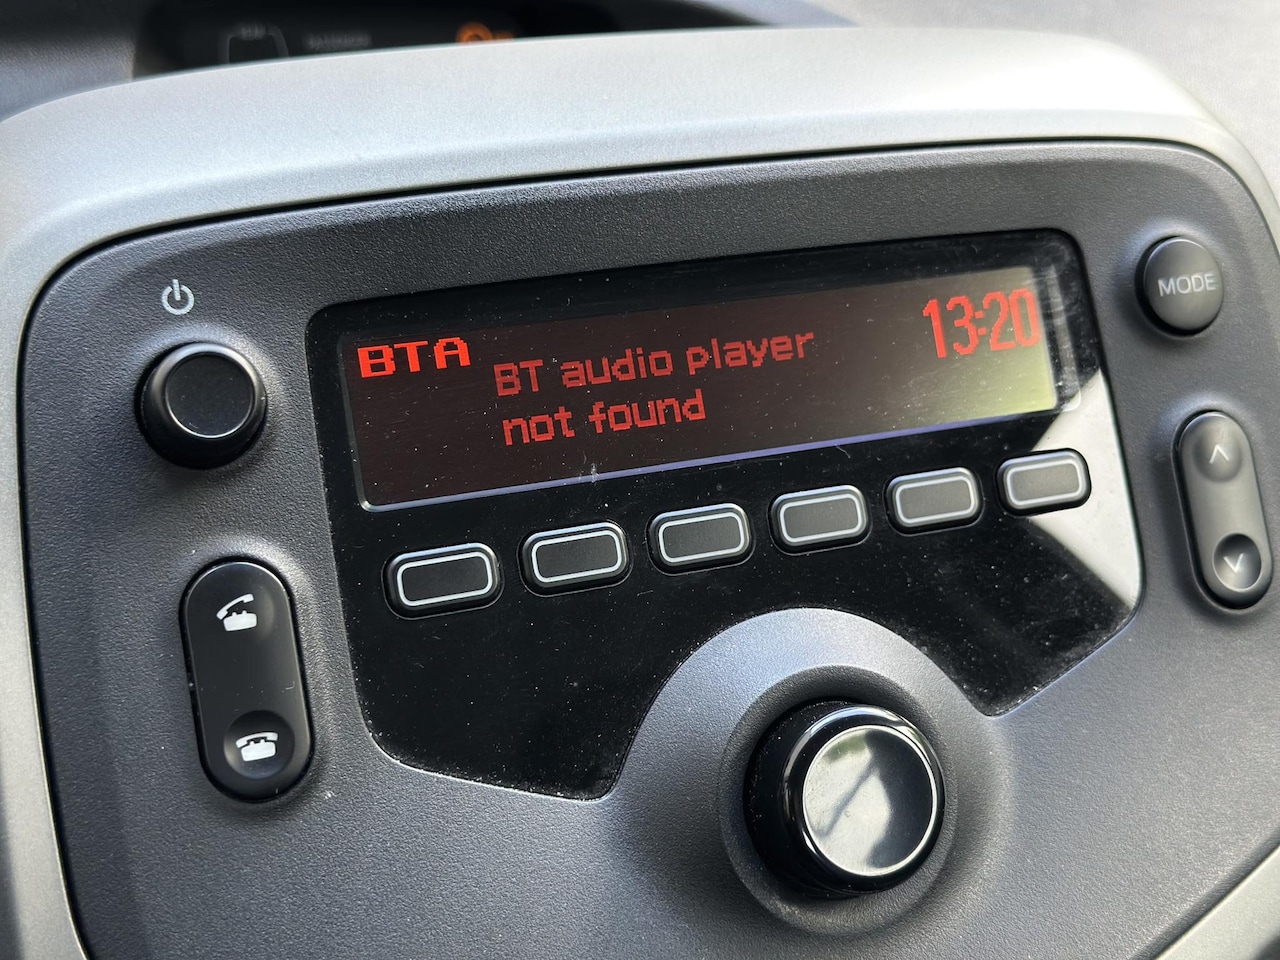 MODE
BTA
BT audio player
13:20
not found